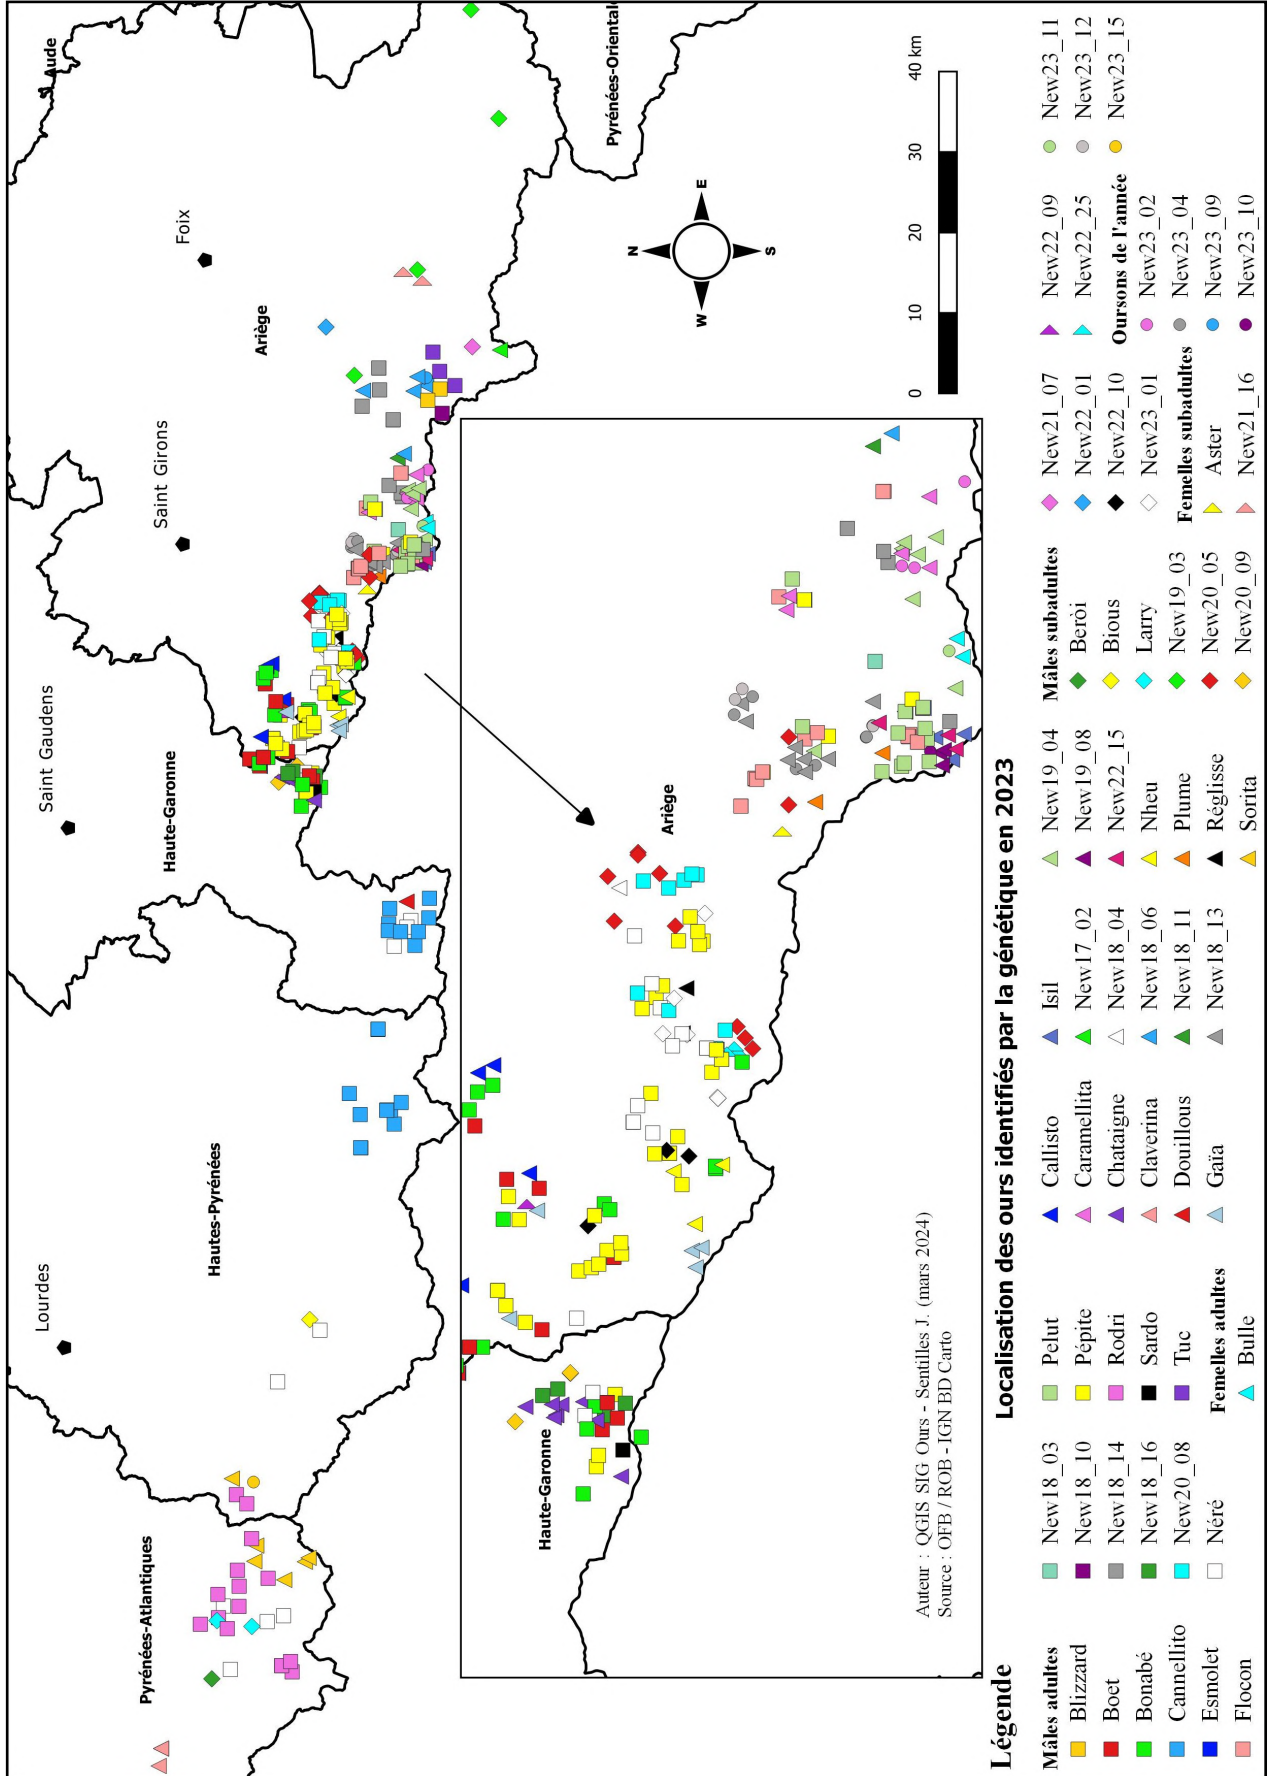 Aude
Pyrénées-Oriental
Foix
Ariège
Saint Girons
Saint Gaudens
Haute-Garonne
Hautes-Pyrénées
Lourdes
Pyrénées-Atlantiques
N
E
S
W
0
10
20
30
40 km
Ariège
Haute-Garonne
Auteur : QGIS SIG Ours - Sentilles J. (mars 2024)
Source : OFB / ROB - IGN BD Carto
Localisation des ours identifiés par la génétique en 2023
Légende
Mâles adultes
Blizzard
Boet
Bonabé
Cannellito
Esmolet
Flocon
New18_03
New18_10
New18_14
New18_16
New20_08
Néré
Pelut
Pépite
Rodri
Sardo
Tuc
Femelles adultes
Bulle
Callisto
Caramellita
Chataigne
Claverina
Douillous
Gaïa
Isil
New17_02
New18_04
New18_06
New18_11
New18_13
New19_04
New19_08
New22_15
Nheu
Plume
Réglisse
Sorita
Mâles subadultes
Beròi
Bious
Larry
New19_03
New20_05
New20_09
New21_07
New22_01
New22_10
New23_01
Femelles subadultes
Aster
New21_16
New22_09
New22_25
Oursons de l'année
New23_02
New23_04
New23_09
New23_10
New23_11
New23_12
New23_15